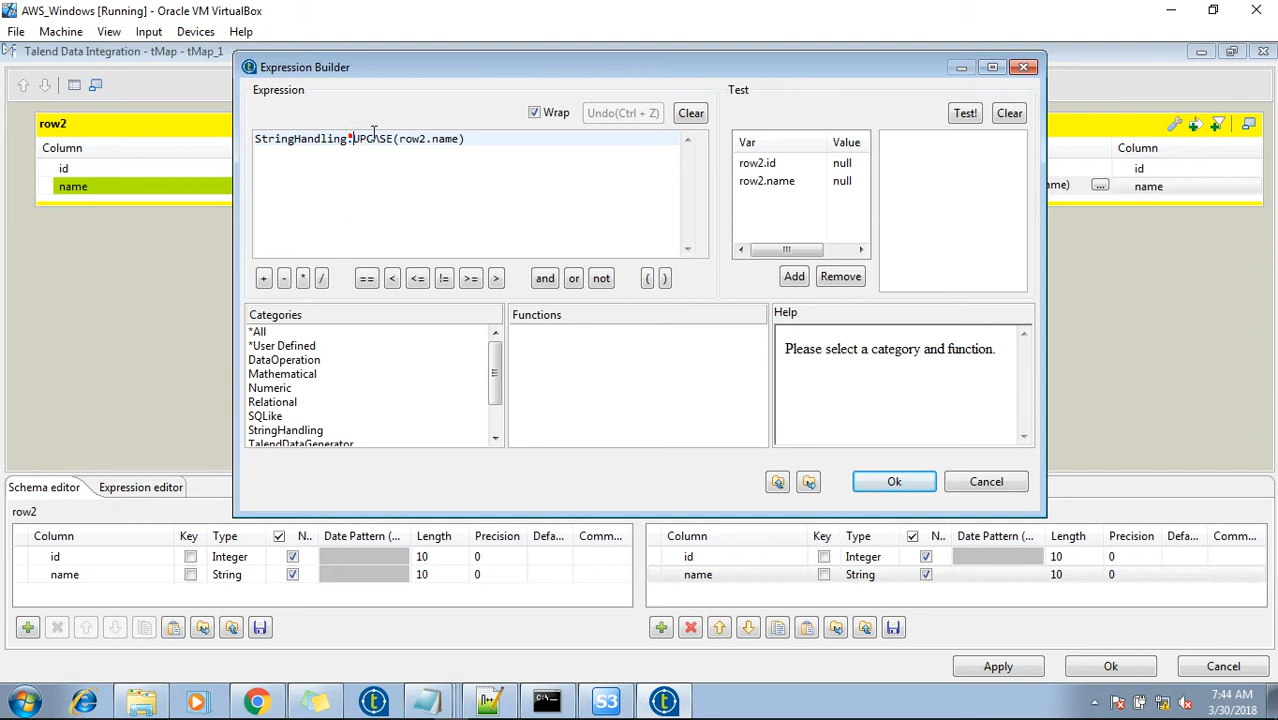 AWS_Windows [Running] - Oracle VM VirtualBox
File Machine View Input Devices Help
Talend Data Integration - tMap - tMap_1
Expression Builder
Expression
Test
Wrap
Undo(Ctrl + Z)
Clear
Test!
Clear
row2
Column
id
name
StringHandling.UPCASE(row2.name)
Var Value
row2.id null
row2.name null
Column
id
name) ... name
+ - * / == < <= != >= > and or not ( )
Add Remove
Categories
*All
*User Defined
DataOperation
Mathematical
Numeric
Relational
SQLike
StringHandling
TalendDataGenerator
Functions
Help
Please select a category and function.
Ok Cancel
Schema editor Expression editor
row2
Column Key Type N.. Date Pattern (... Length Precision Defa... Comm...
id Integer 10 0
name String 10 0
Column Key Type N.. Date Pattern (... Length Precision Defa... Comm...
id Integer 10 0
name String 10 0
Apply Ok Cancel
S3
7:44 AM
3/30/2018